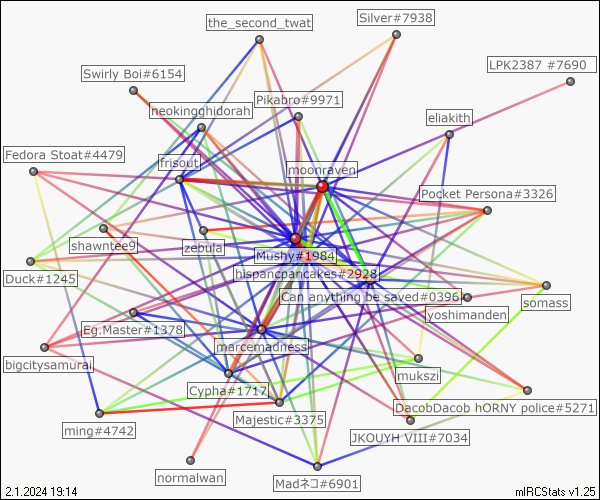 the_second_twat
Silver#7938
LPK2387 #7690
Swirly Boi#6154
Pikabro#9971
neokingghidorah
eliakith
Fedora Stoat#4479
frisout
moonraven
Pocket Persona#3326
shawntee9
zebula
Mushy#1984
Duck#1245
hispancpancakes#2928
Can anything be saved#0396
somass
yoshimanden
Eg.Master#1378
marcemadness
bigcitysamurai
mukszi
Cypha#1717
DacobDacob hORNY police#5271
Majestic#3375
ming#4742
JKOUYH VIII#7034
normalwan
Madネコ#6901
2.1.2024 19:14
mIRCStats v1.25